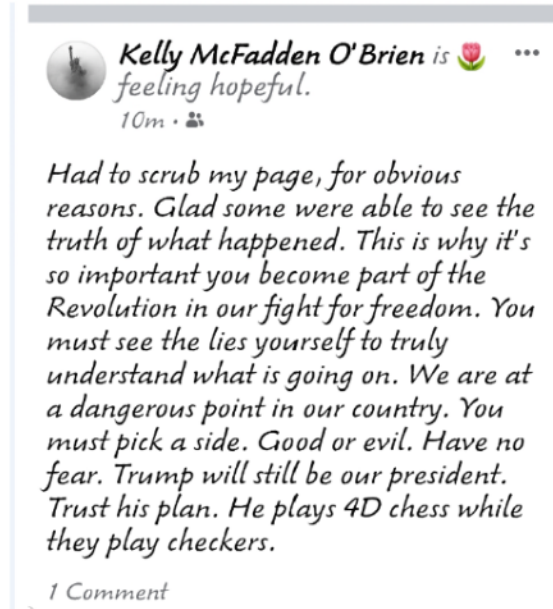 Kelly McFadden O'Brien is 🌷
feeling hopeful.
10m ·
Had to scrub my page, for obvious
reasons. Glad some were able to see the
truth of what happened. This is why it's
so important you become part of the
Revolution in our fight for freedom. You
must see the lies yourself to truly
understand what is going on. We are at
a dangerous point in our country. You
must pick a side. Good or evil. Have no
fear. Trump will still be our president.
Trust his plan. He plays 4D chess while
they play checkers.
1 Comment